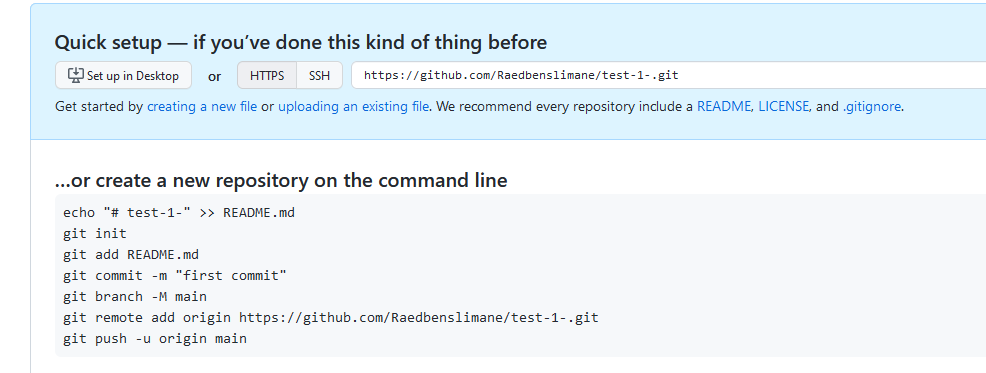 Quick setup — if you’ve done this kind of thing before
Set up in Desktop or HTTPS SSH https://github.com/Raedbenslimane/test-1-.git
Get started by creating a new file or uploading an existing file. We recommend every repository include a README, LICENSE, and .gitignore.
…or create a new repository on the command line
echo "# test-1-" >> README.md
git init
git add README.md
git commit -m "first commit"
git branch -M main
git remote add origin https://github.com/Raedbenslimane/test-1-.git
git push -u origin main